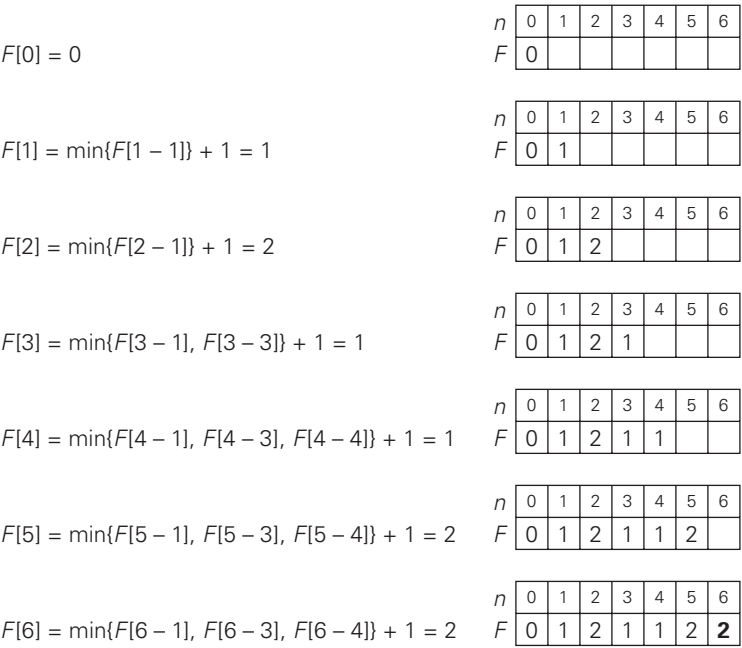 n 0 1 2 3 4 5 6
F[0] = 0 F 0
n 0 1 2 3 4 5 6
F[1] = min{F[1 – 1]} + 1 = 1 F 0 1
n 0 1 2 3 4 5 6
F[2] = min{F[2 – 1]} + 1 = 2 F 0 1 2
n 0 1 2 3 4 5 6
F[3] = min{F[3 – 1], F[3 – 3]} + 1 = 1 F 0 1 2 1
n 0 1 2 3 4 5 6
F[4] = min{F[4 – 1], F[4 – 3], F[4 – 4]} + 1 = 1 F 0 1 2 1 1
n 0 1 2 3 4 5 6
F[5] = min{F[5 – 1], F[5 – 3], F[5 – 4]} + 1 = 2 F 0 1 2 1 1 2
n 0 1 2 3 4 5 6
F[6] = min{F[6 – 1], F[6 – 3], F[6 – 4]} + 1 = 2 F 0 1 2 1 1 2 2